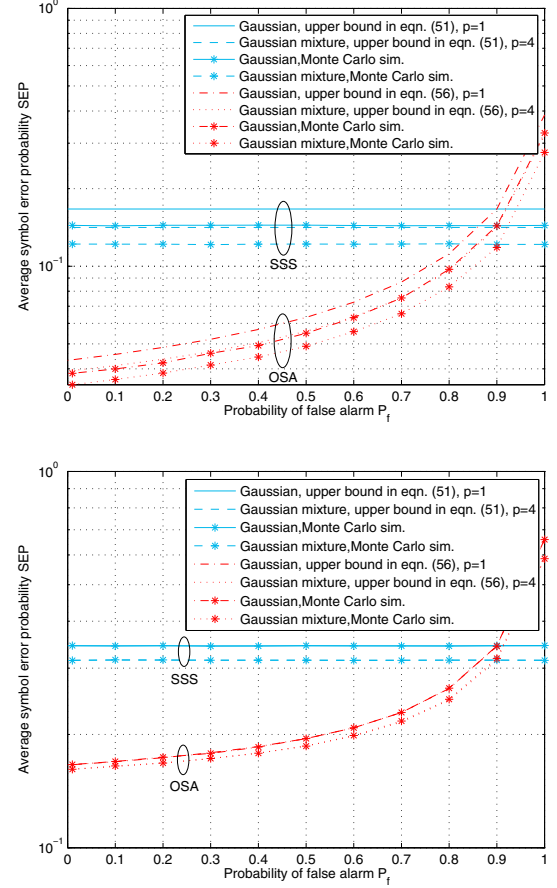 10^0
Gaussian, upper bound in eqn. (51), p=1
Gaussian mixture, upper bound in eqn. (51), p=4
Gaussian,Monte Carlo sim.
Gaussian mixture,Monte Carlo sim.
Gaussian, upper bound in eqn. (56), p=1
Gaussian mixture, upper bound in eqn. (56), p=4
Gaussian,Monte Carlo sim.
Gaussian mixture,Monte Carlo sim.
Average symbol error probability SEP
SSS
10^-1
OSA
0 0.1 0.2 0.3 0.4 0.5 0.6 0.7 0.8 0.9 1
Probability of false alarm P_f
10^0
Gaussian, upper bound in eqn. (51), p=1
Gaussian mixture, upper bound in eqn. (51), p=4
Gaussian,Monte Carlo sim.
Gaussian mixture,Monte Carlo sim.
Gaussian, upper bound in eqn. (56), p=1
Gaussian mixture, upper bound in eqn. (56), p=4
Gaussian,Monte Carlo sim.
Gaussian mixture,Monte Carlo sim.
Average symbol error probability SEP
SSS
OSA
10^-1
0 0.1 0.2 0.3 0.4 0.5 0.6 0.7 0.8 0.9 1
Probability of false alarm P_f